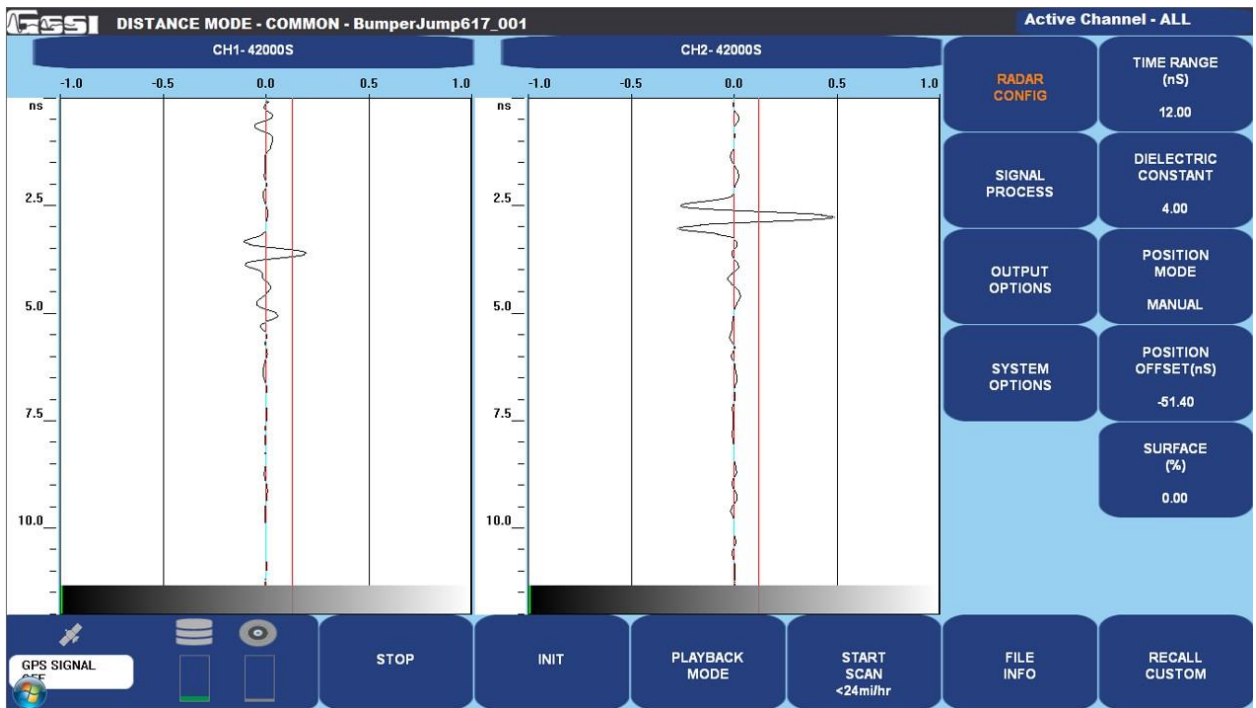 GSSI
DISTANCE MODE - COMMON - BumperJump617_001
Active Channel - ALL
CH1- 42000S
-1.0 -0.5 0.0 0.5 1.0
ns
2.5
5.0
7.5
10.0
CH2- 42000S
-1.0 -0.5 0.0 0.5 1.0
ns
2.5
5.0
7.5
10.0
RADAR
CONFIG
SIGNAL
PROCESS
OUTPUT
OPTIONS
SYSTEM
OPTIONS
TIME RANGE
(nS)
12.00
DIELECTRIC
CONSTANT
4.00
POSITION
MODE
MANUAL
POSITION
OFFSET(nS)
-51.40
SURFACE
(%)
0.00
GPS SIGNAL
OFF
STOP
INIT
PLAYBACK
MODE
START
SCAN
<24mi/hr
FILE
INFO
RECALL
CUSTOM